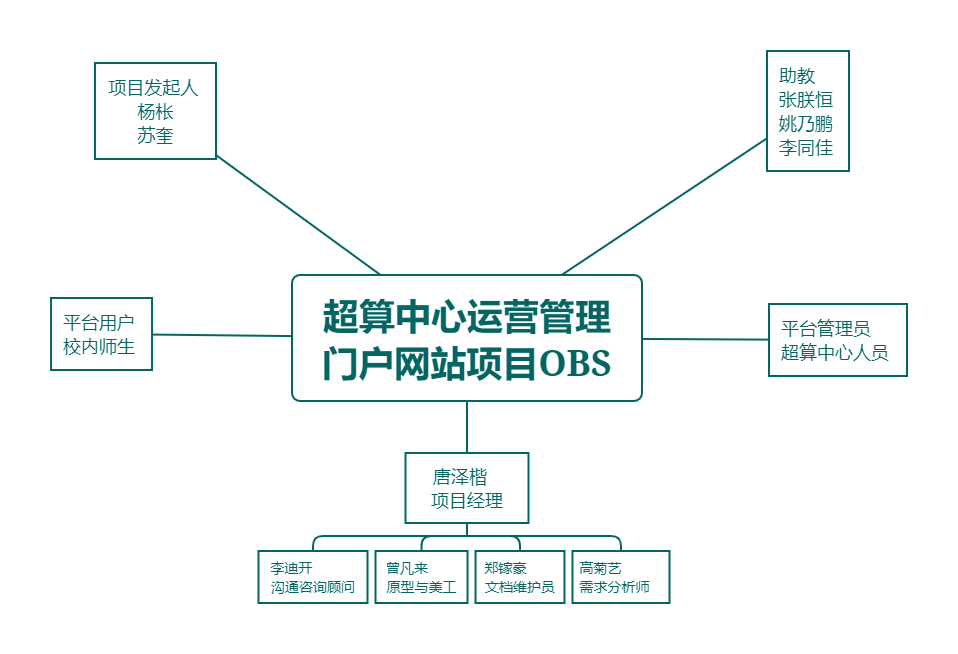 项目发起人
杨枨
苏奎
助教
张朕恒
姚乃鹏
李同佳
超算中心运营管理
门户网站项目OBS
平台用户
校内师生
平台管理员
超算中心人员
唐泽楷
项目经理
李迪开
沟通咨询顾问
曾凡来
原型与美工
郑镓豪
文档维护员
高菊艺
需求分析师